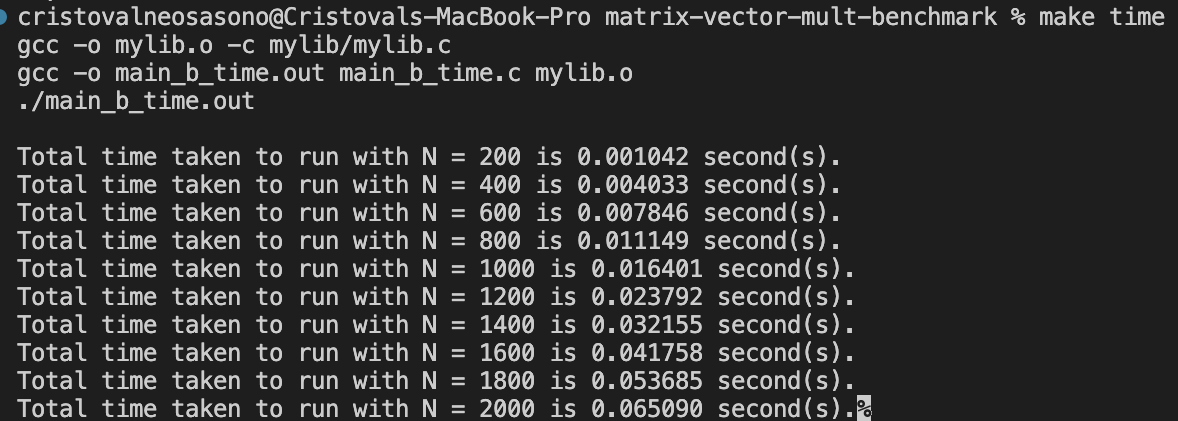 cristovalneosasono@Cristovals-MacBook-Pro matrix-vector-mult-benchmark % make time
gcc -o mylib.o -c mylib/mylib.c
gcc -o main_b_time.out main_b_time.c mylib.o
./main_b_time.out
Total time taken to run with N = 200 is 0.001042 second(s).
Total time taken to run with N = 400 is 0.004033 second(s).
Total time taken to run with N = 600 is 0.007846 second(s).
Total time taken to run with N = 800 is 0.011149 second(s).
Total time taken to run with N = 1000 is 0.016401 second(s).
Total time taken to run with N = 1200 is 0.023792 second(s).
Total time taken to run with N = 1400 is 0.032155 second(s).
Total time taken to run with N = 1600 is 0.041758 second(s).
Total time taken to run with N = 1800 is 0.053685 second(s).
Total time taken to run with N = 2000 is 0.065090 second(s).%